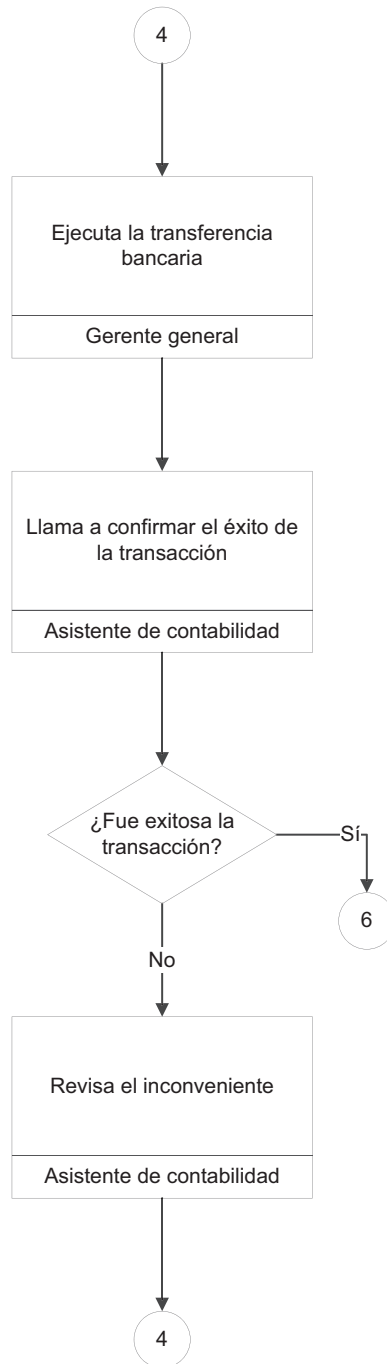 4
Ejecuta la transferencia
bancaria
Gerente general
Llama a confirmar el éxito de
la transacción
Asistente de contabilidad
¿Fue exitosa la
transacción?
Sí
6
No
Revisa el inconveniente
Asistente de contabilidad
4